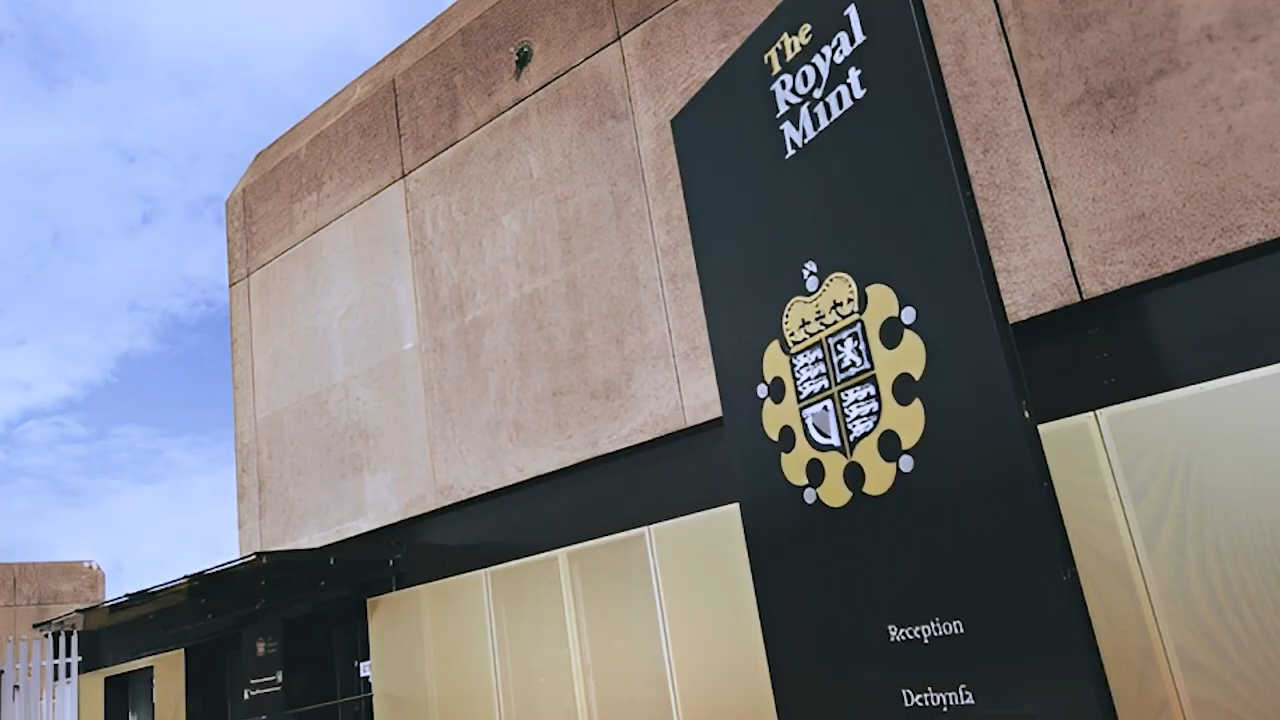 The
Royal
Mint
Reception
Derbynfa